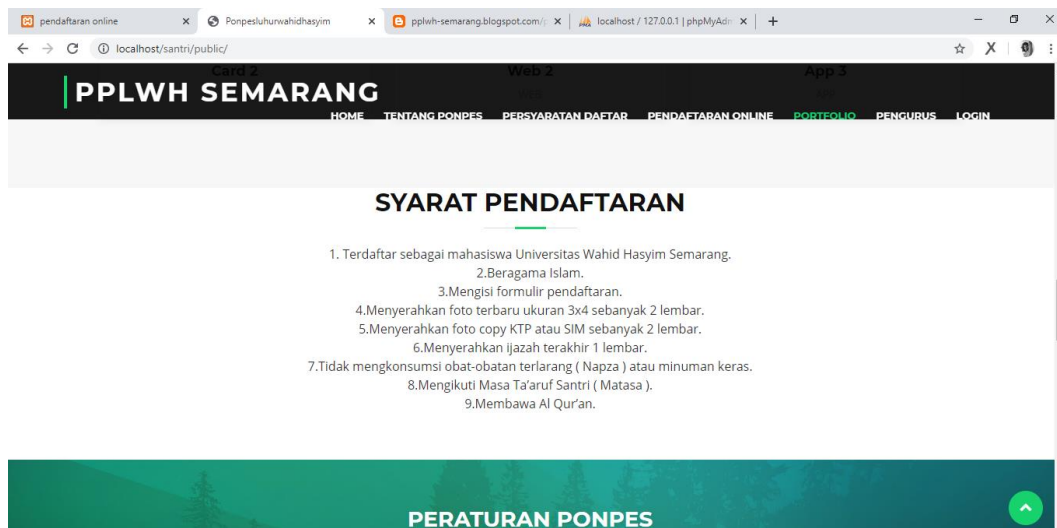 pendaftaran online
Ponpesluhurwahidhasyim
pplwh-semarang.blogspot.com/
localhost / 127.0.0.1 | phpMyAdm
localhost/santri/public/
Card 2
Web 2
App 3
PPLWH SEMARANG
HOME TENTANG PONPES PERSYARATAN DAFTAR PENDAFTARAN ONLINE PORTFOLIO PENGURUS LOGIN
SYARAT PENDAFTARAN
1. Terdaftar sebagai mahasiswa Universitas Wahid Hasyim Semarang.
2.Beragama Islam.
3.Mengisi formulir pendaftaran.
4.Menyerahkan foto terbaru ukuran 3x4 sebanyak 2 lembar.
5.Menyerahkan foto copy KTP atau SIM sebanyak 2 lembar.
6.Menyerahkan ijazah terakhir 1 lembar.
7.Tidak mengkonsumsi obat-obatan terlarang ( Napza ) atau minuman keras.
8.Mengikuti Masa Ta'aruf Santri ( Matasa ).
9.Membawa Al Qur'an.
PERATURAN PONPES